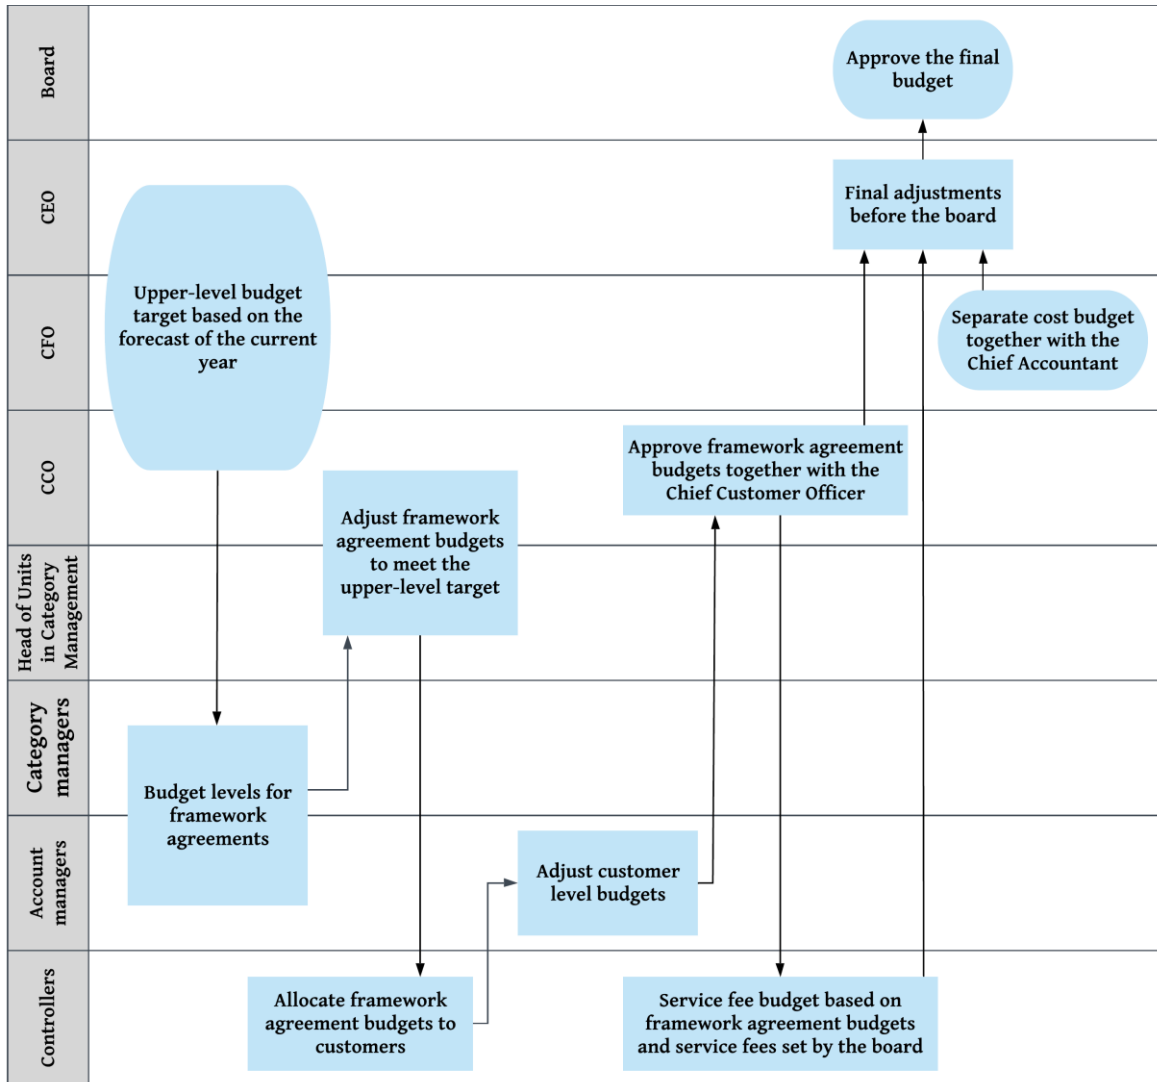 Board
Approve the final
budget
CEO
Final adjustments
before the board
CFO
Upper-level budget
target based on the
forecast of the current
year
Separate cost budget
together with the
Chief Accountant
CCO
Approve framework agreement
budgets together with the
Chief Customer Officer
Adjust framework
agreement budgets
to meet the
upper-level target
Head of Units
in Category
Management
Category
managers
Budget levels for
framework
agreements
Account
managers
Adjust customer
level budgets
Controllers
Allocate framework
agreement budgets to
customers
Service fee budget based on
framework agreement budgets
and service fees set by the board